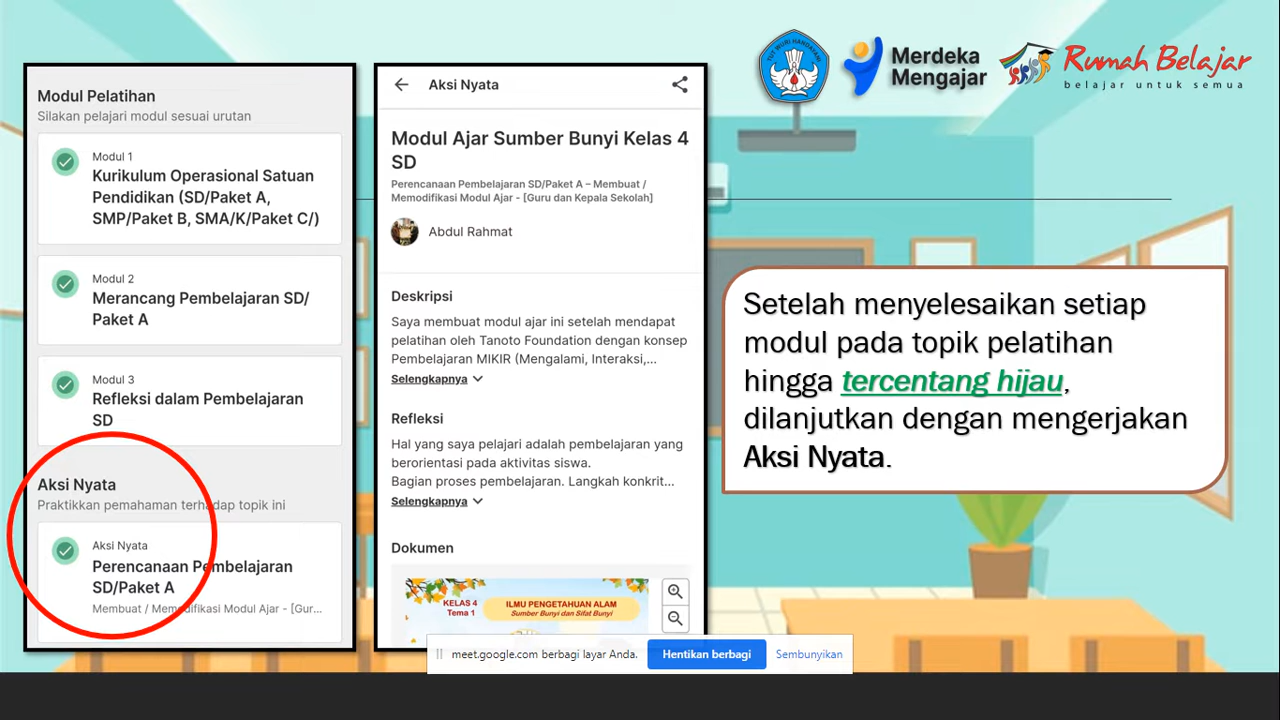 Modul Pelatihan
Silakan pelajari modul sesuai urutan
Modul 1
Kurikulum Operasional Satuan
Pendidikan (SD/Paket A,
SMP/Paket B, SMA/K/Paket C/)
Modul 2
Merancang Pembelajaran SD/
Paket A
Modul 3
Refleksi dalam Pembelajaran
SD
Aksi Nyata
Praktikkan pemahaman terhadap topik ini
Aksi Nyata
Perencanaan Pembelajaran
SD/Paket A
Membuat / Memodifikasi Modul Ajar - [Gur...
Aksi Nyata
Modul Ajar Sumber Bunyi Kelas 4
SD
Perencanaan Pembelajaran SD/Paket A – Membuat /
Memodifikasi Modul Ajar - [Guru dan Kepala Sekolah]
Abdul Rahmat
Deskripsi
Saya membuat modul ajar ini setelah mendapat
pelatihan oleh Tanoto Foundation dengan konsep
Pembelajaran MIKIR (Mengalami, Interaksi,...
Selengkapnya
Refleksi
Hal yang saya pelajari adalah pembelajaran yang
berorientasi pada aktivitas siswa.
Bagian proses pembelajaran. Langkah konkrit...
Selengkapnya
Dokumen
KELAS 4
Tema 1
ILMU PENGETAHUAN ALAM
Sumber Bunyi dan Sifat Bunyi
TUT WURI HANDAYANI
Merdeka
Mengajar
Rumah Belajar
belajar untuk semua
Setelah menyelesaikan setiap
modul pada topik pelatihan
hingga tercentang hijau,
dilanjutkan dengan mengerjakan
Aksi Nyata.
meet.google.com berbagi layar Anda.
Hentikan berbagi
Sembunyikan